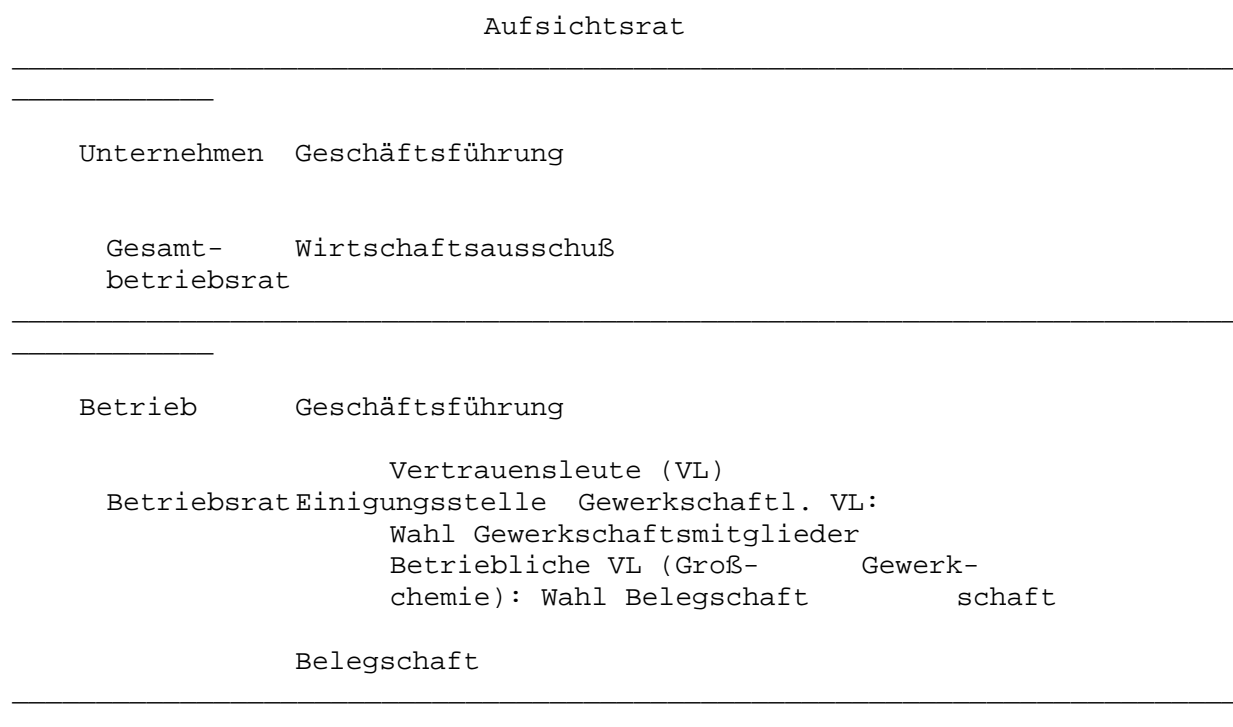 Aufsichtsrat
Unternehmen Geschäftsführung
Gesamt- Wirtschaftsausschuß
betriebsrat
Betrieb Geschäftsführung
Vertrauensleute (VL)
Betriebsrat Einigungsstelle Gewerkschaftl. VL:
Wahl Gewerkschaftsmitglieder
Betriebliche VL (Groß- Gewerk-
chemie): Wahl Belegschaft schaft
Belegschaft